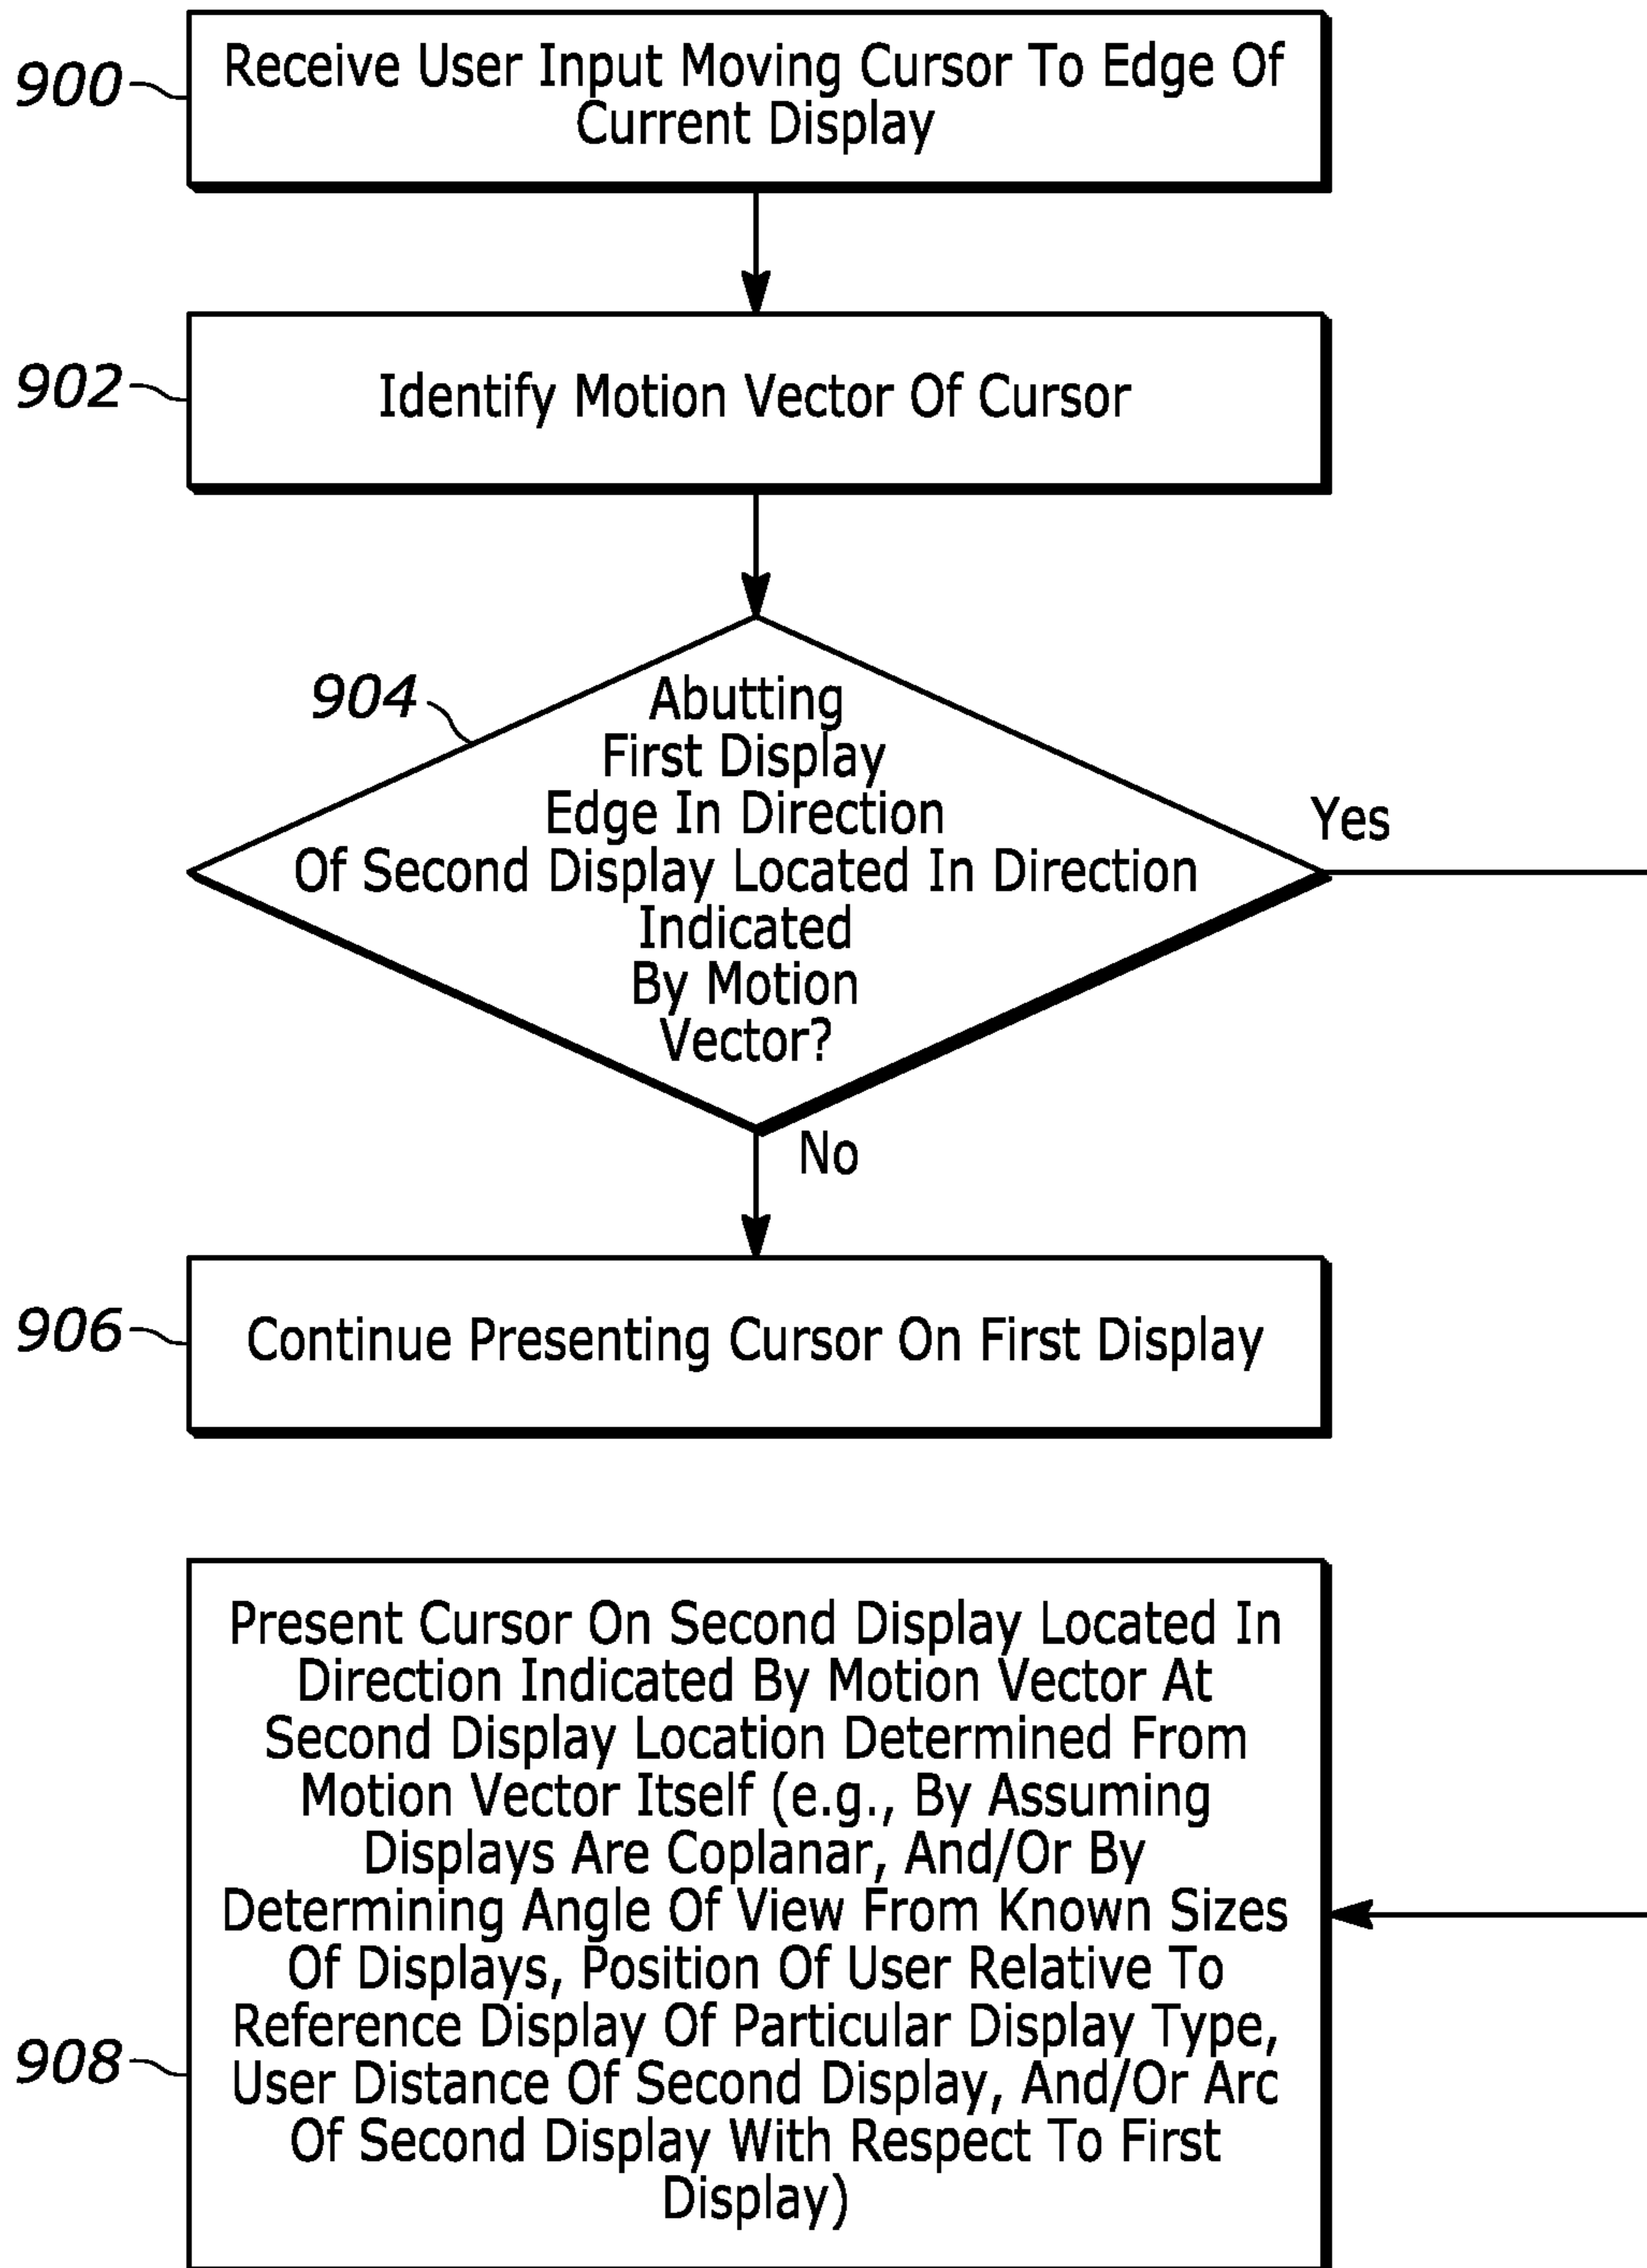 900
Receive User Input Moving Cursor To Edge Of
Current Display
902
Identify Motion Vector Of Cursor
904
Abutting
First Display
Edge In Direction
Of Second Display Located In Direction
Indicated
By Motion
Vector?
Yes
No
906
Continue Presenting Cursor On First Display
Present Cursor On Second Display Located In
Direction Indicated By Motion Vector At
Second Display Location Determined From
Motion Vector Itself (e.g., By Assuming
Displays Are Coplanar, And/Or By
Determining Angle Of View From Known Sizes
Of Displays, Position Of User Relative To
Reference Display Of Particular Display Type,
908
User Distance Of Second Display, And/Or Arc
Of Second Display With Respect To First
Display)